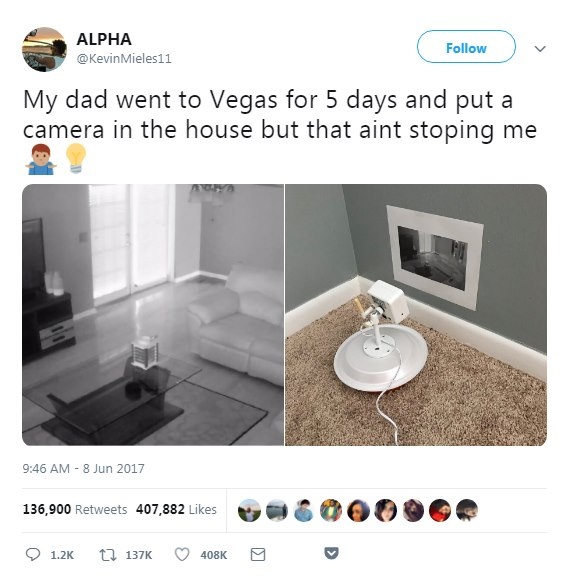 ALPHA
@KevinMieles11
Follow
My dad went to Vegas for 5 days and put a
camera in the house but that aint stoping me
🤷🏽‍♂️💡
9:46 AM - 8 Jun 2017
136,900 Retweets 407,882 Likes
1.2K 137K 408K